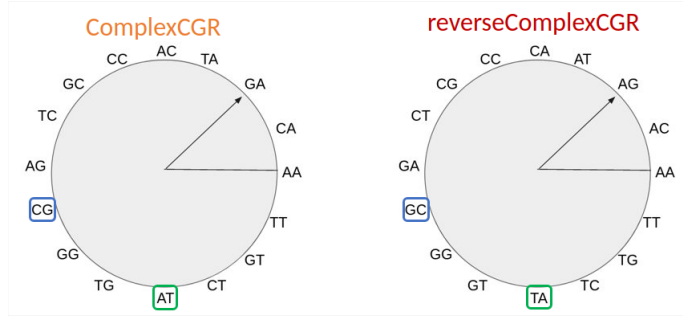 ComplexCGR
AC
CC
TA
GC
GA
TC
CA
AG
AA
CG
TT
GG
GT
TG
CT
AT
reverseComplexCGR
CA
CC
AT
CG
AG
CT
AC
GA
AA
GC
TT
GG
TG
GT
TC
TA